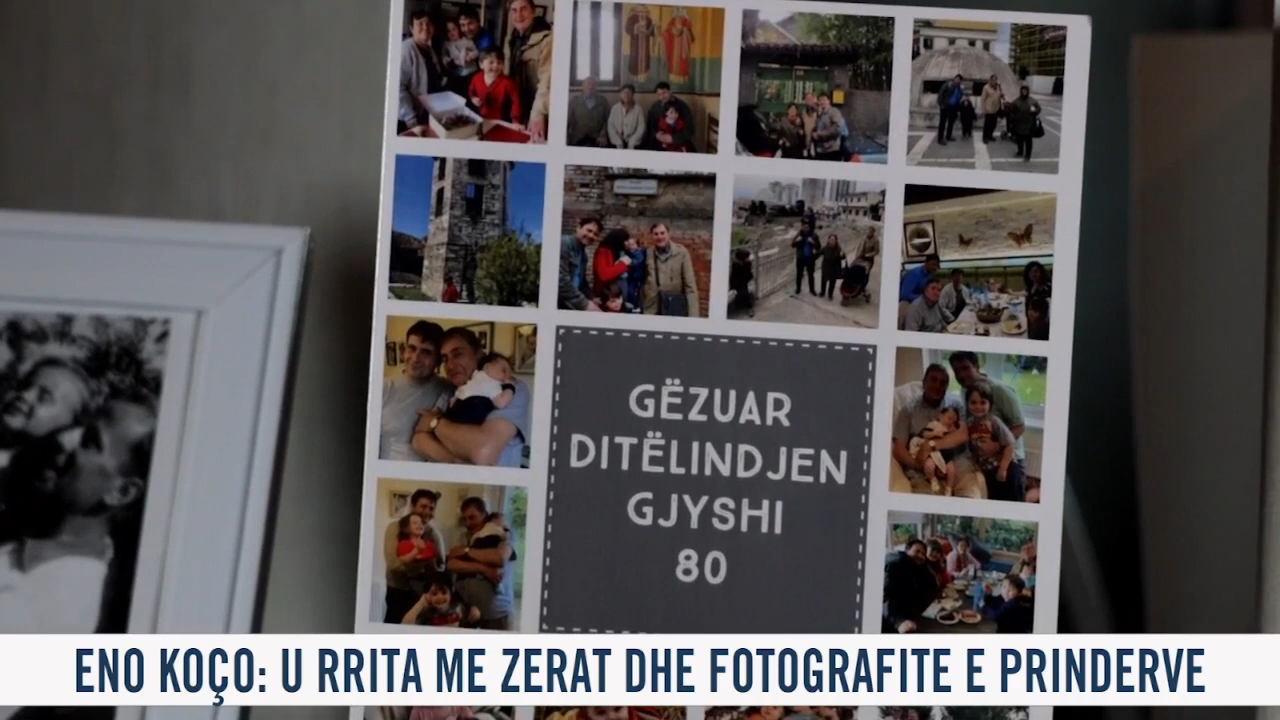 GËZUAR
DITËLINDJEN
GJYSHI
80
ENO KOÇO: U RRITA ME ZERAT DHE FOTOGRAFITE E PRINDERVE